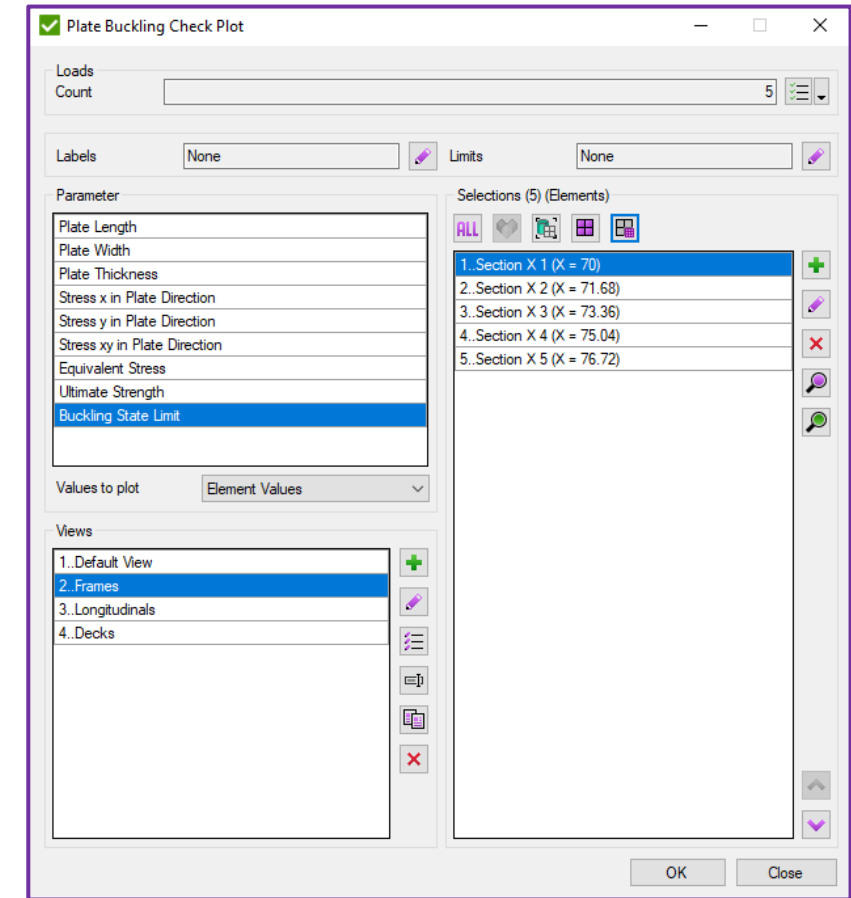 Plate Buckling Check Plot
Loads
Count 5
Labels None
Limits None
Parameter
Plate Length
Plate Width
Plate Thickness
Stress x in Plate Direction
Stress y in Plate Direction
Stress xy in Plate Direction
Equivalent Stress
Ultimate Strength
Buckling State Limit
Values to plot Element Values
Views
1..Default View
2..Frames
3..Longitudinals
4..Decks
Selections (5) (Elements)
ALL
1..Section X 1 (X = 70)
2..Section X 2 (X = 71.68)
3..Section X 3 (X = 73.36)
4..Section X 4 (X = 75.04)
5..Section X 5 (X = 76.72)
OK Close